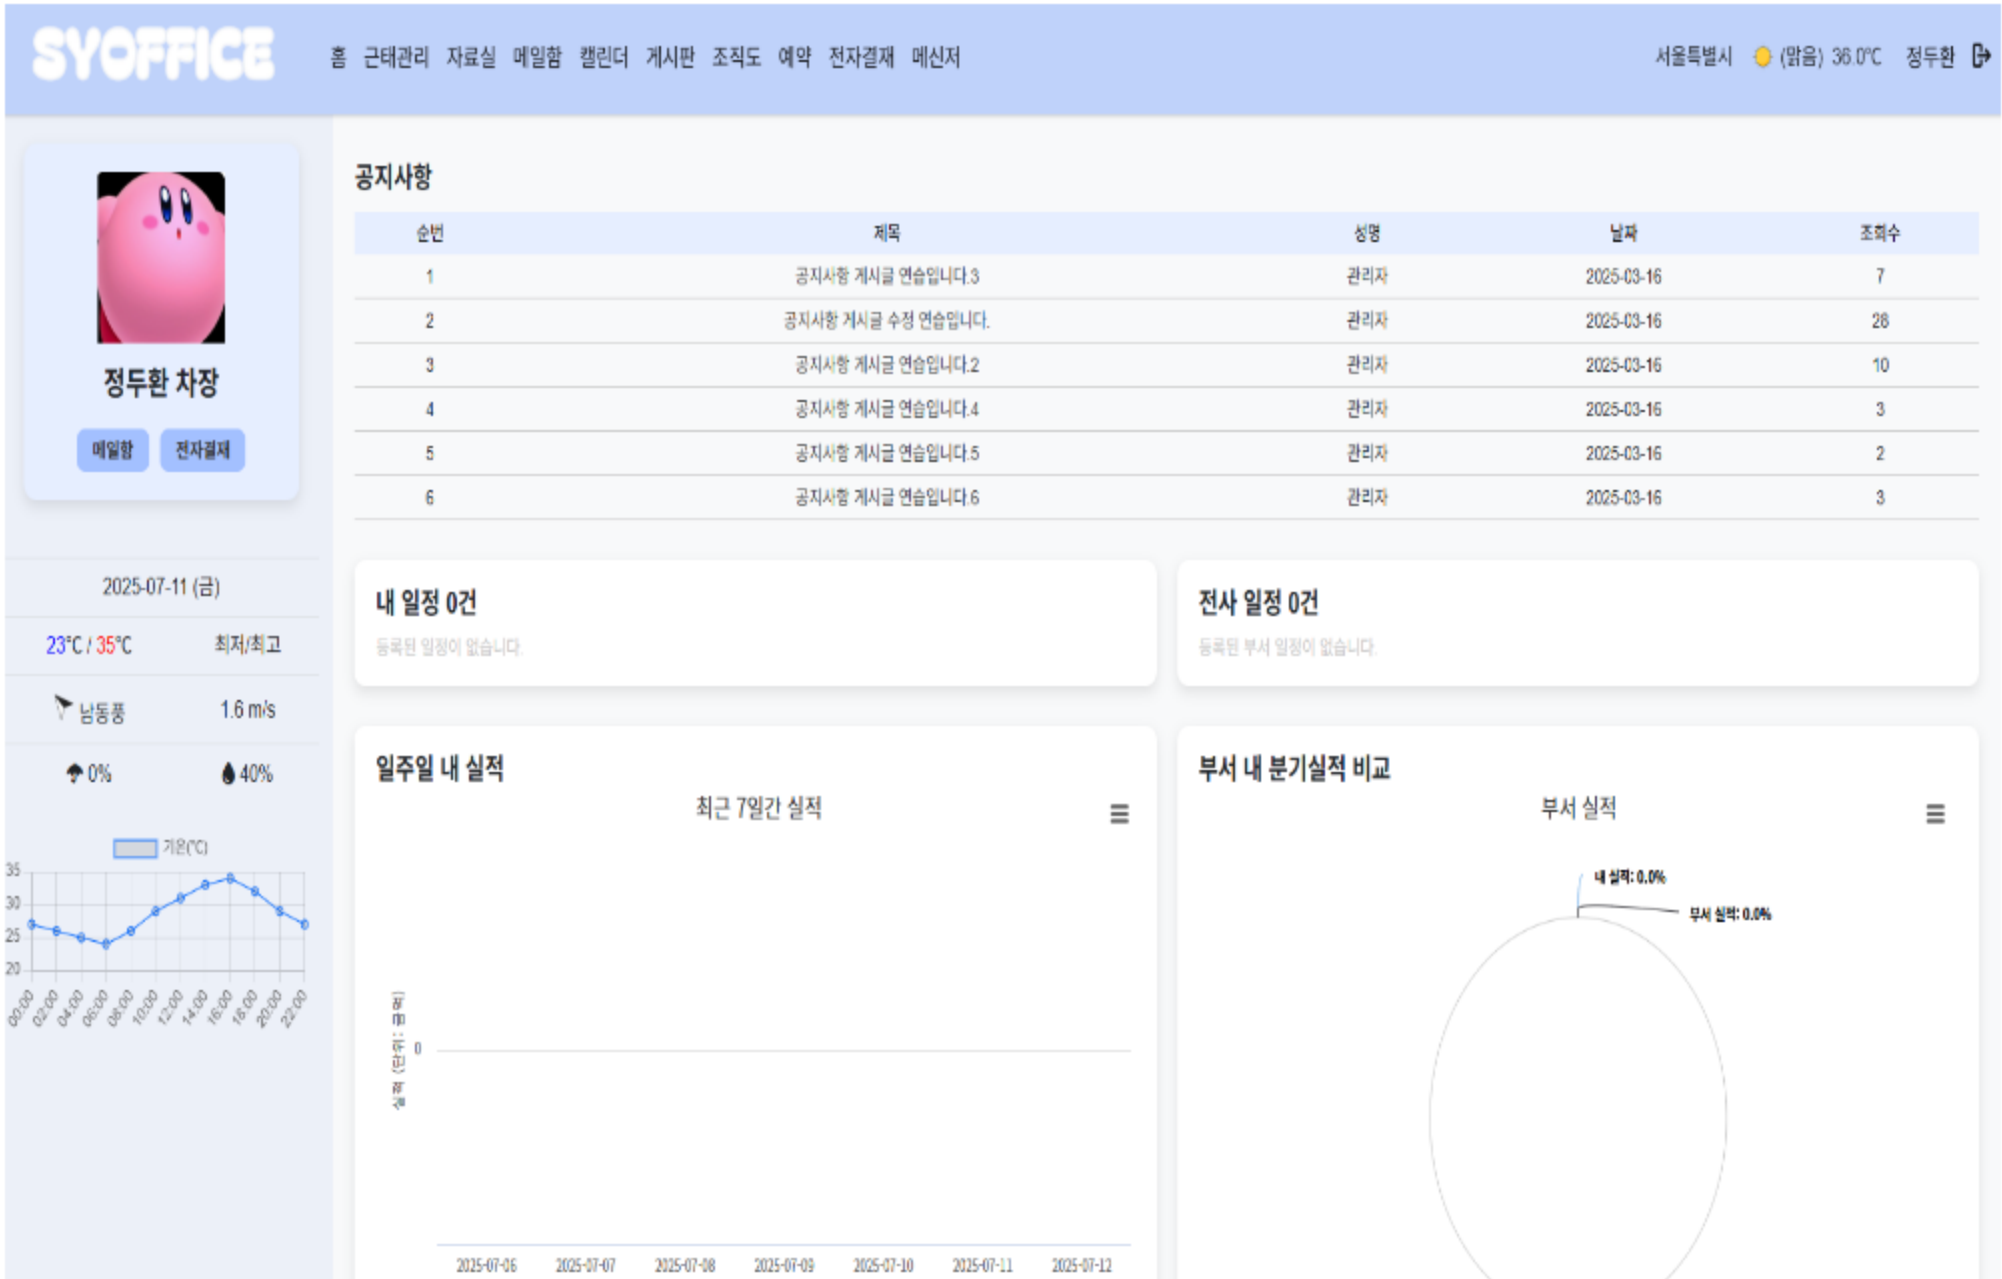 SYOFFICE
홈 근태관리 자료실 메일함 캘린더 게시판 조직도 예약 전자결재 메신저
서울특별시 (맑음) 36.0℃ 정두환
정두환 차장
메일함 전자결재
2025-07-11 (금)
23℃ / 35℃ 최저/최고
남동풍 1.6 m/s
0% 40%
기온(℃)
35
30
25
20
00:00 02:00 04:00 06:00 08:00 10:00 12:00 14:00 16:00 18:00 20:00 22:00
공지사항
순번 제목 성명 날짜 조회수
1 공지사항 게시글 연습입니다.3 관리자 2025-03-16 7
2 공지사항 게시글 수정 연습입니다. 관리자 2025-03-16 28
3 공지사항 게시글 연습입니다.2 관리자 2025-03-16 10
4 공지사항 게시글 연습입니다.4 관리자 2025-03-16 3
5 공지사항 게시글 연습입니다.5 관리자 2025-03-16 2
6 공지사항 게시글 연습입니다.6 관리자 2025-03-16 3
내 일정 0건
등록된 일정이 없습니다.
전사 일정 0건
등록된 부서 일정이 없습니다.
일주일 내 실적
최근 7일간 실적
실적 (단위: 금액)
0
2025-07-06 2025-07-07 2025-07-08 2025-07-09 2025-07-10 2025-07-11 2025-07-12
부서 내 분기실적 비교
부서 실적
내 실적: 0.0%
부서 실적: 0.0%